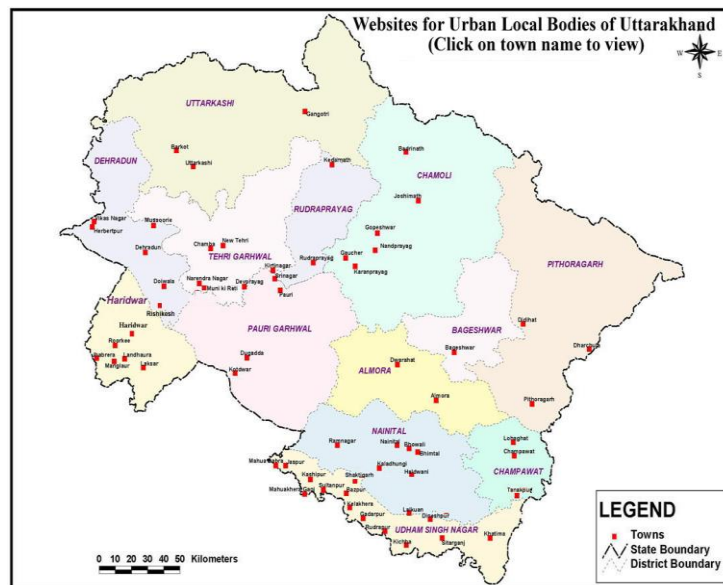 Websites for Urban Local Bodies of Uttarakhand
(Click on town name to view)
N
W E
S
UTTARKASHI
Gangotri
Barkot
Uttarkashi
Kedarnath
Badrinath
DEHRADUN
CHAMOLI
Joshimath
RUDRAPRAYAG
Vikas Nagar
Herbertpur
Mussoorie
Gopeshwar
Chamba
New Tehri
Nandprayag
Dehradun
TEHRI GARHWAL
Gaucher
Rudraprayag
Karanprayag
PITHORAGARH
Kirtinagar
Srinagar
Doiwala
Narendra Nagar
Muni ki Reti
Devprayag
Pauri
Haridwar
Rishikesh
Haridwar
PAURI GARHWAL
BAGESHWAR
Didihat
Roorkee
Jhabrera
Landhaura
Manglaur
Laksar
Dugadda
Kotdwar
Bageshwar
Dharchula
Dwarahat
ALMORA
Almora
Pithoragarh
NAINITAL
Ramnagar
Nainital
Bhowali
Bhimtal
Lohaghat
Champawat
Jaspur
Kaladhungi
Haldwani
CHAMPAWAT
Kashipur
Shaktigarh
Sultanpur
Bazpur
Tanakpur
Kelakhera
Gadarpur
Lalkuan
Dineshpur
Rudrapur
UDHAM SINGH NAGAR
Kichha
Sitarganj
Khatima
0 10 20 30 40 50 Kilometers
LEGEND
Towns
State Boundary
District Boundary